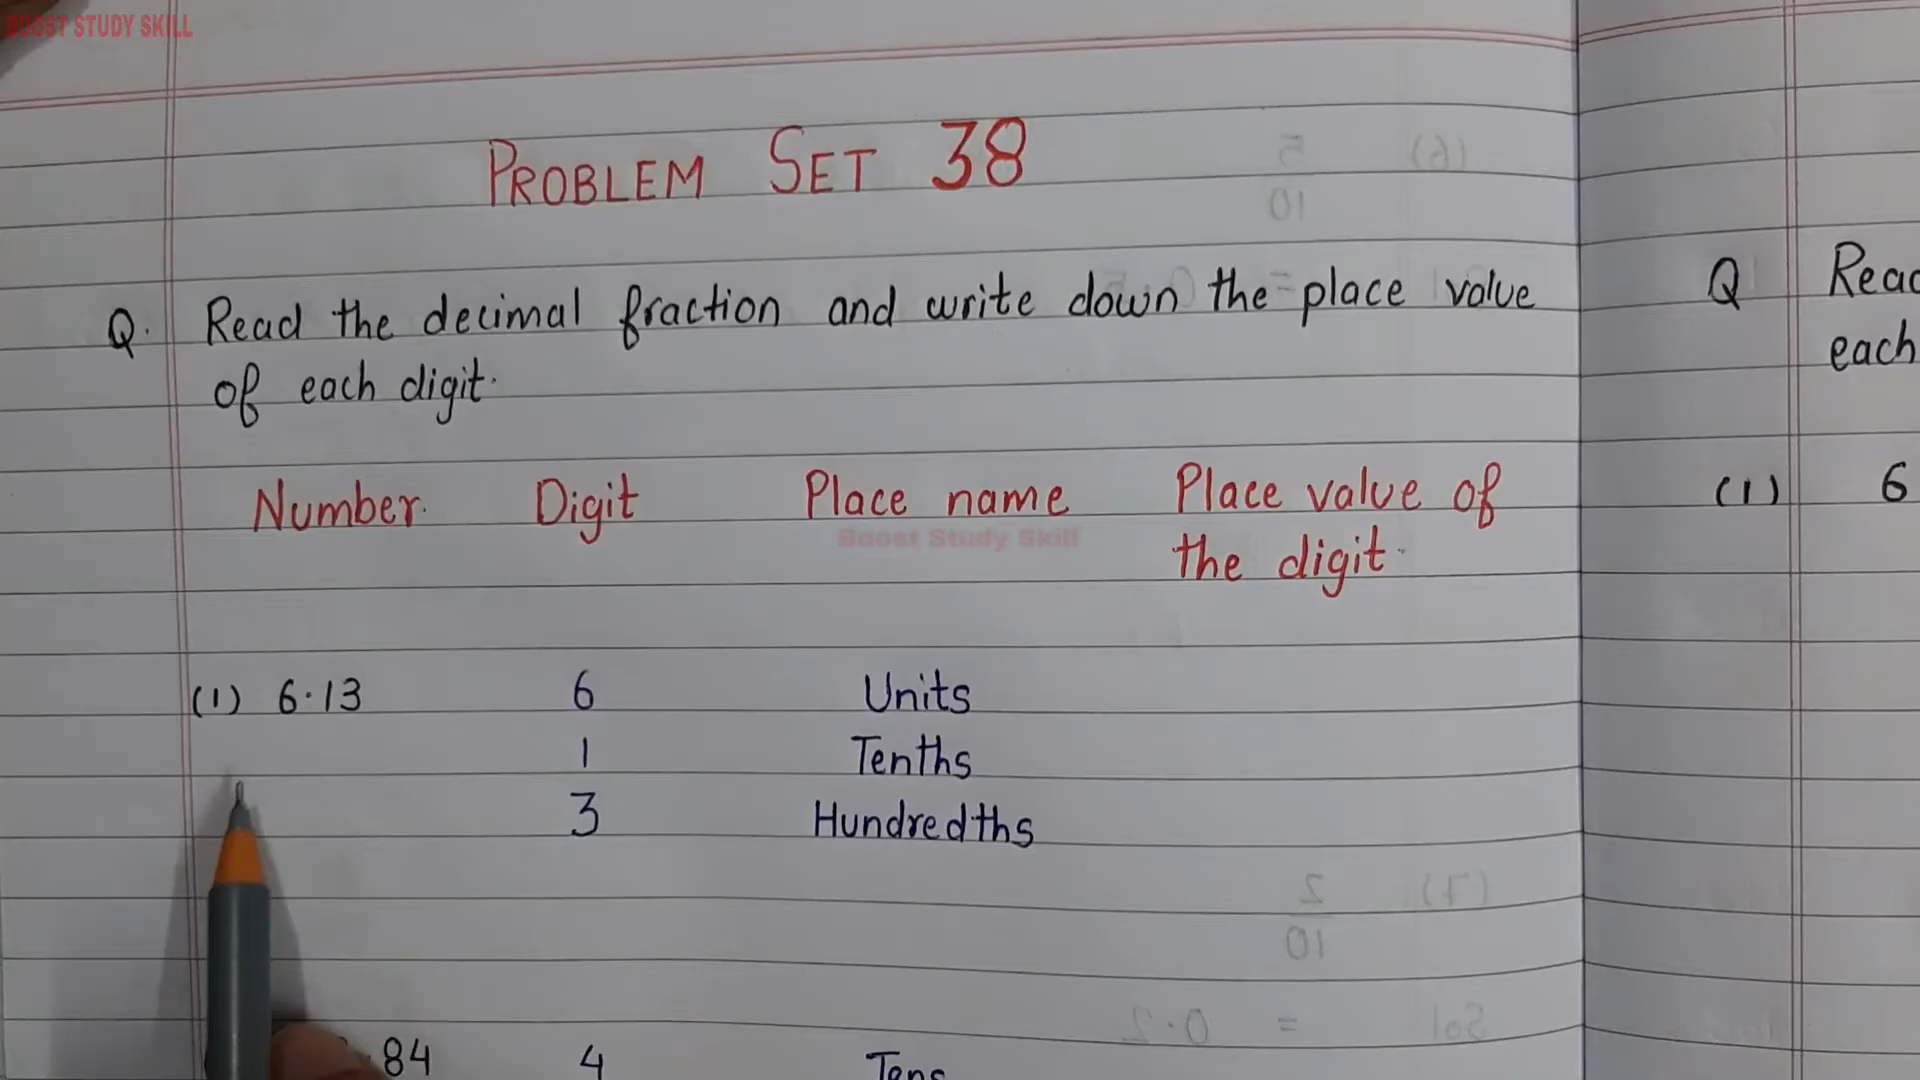 BOOST STUDY SKILL
PROBLEM SET 38
Q. Read the decimal fraction and write down the place value
of each digit.
Number. Digit Place name Place value of
the digit.
Boost Study Skill
(1) 6.13 6 Units
1 Tenths
3 Hundredths
.84 4 Tens
Q Read
each
(1) 6